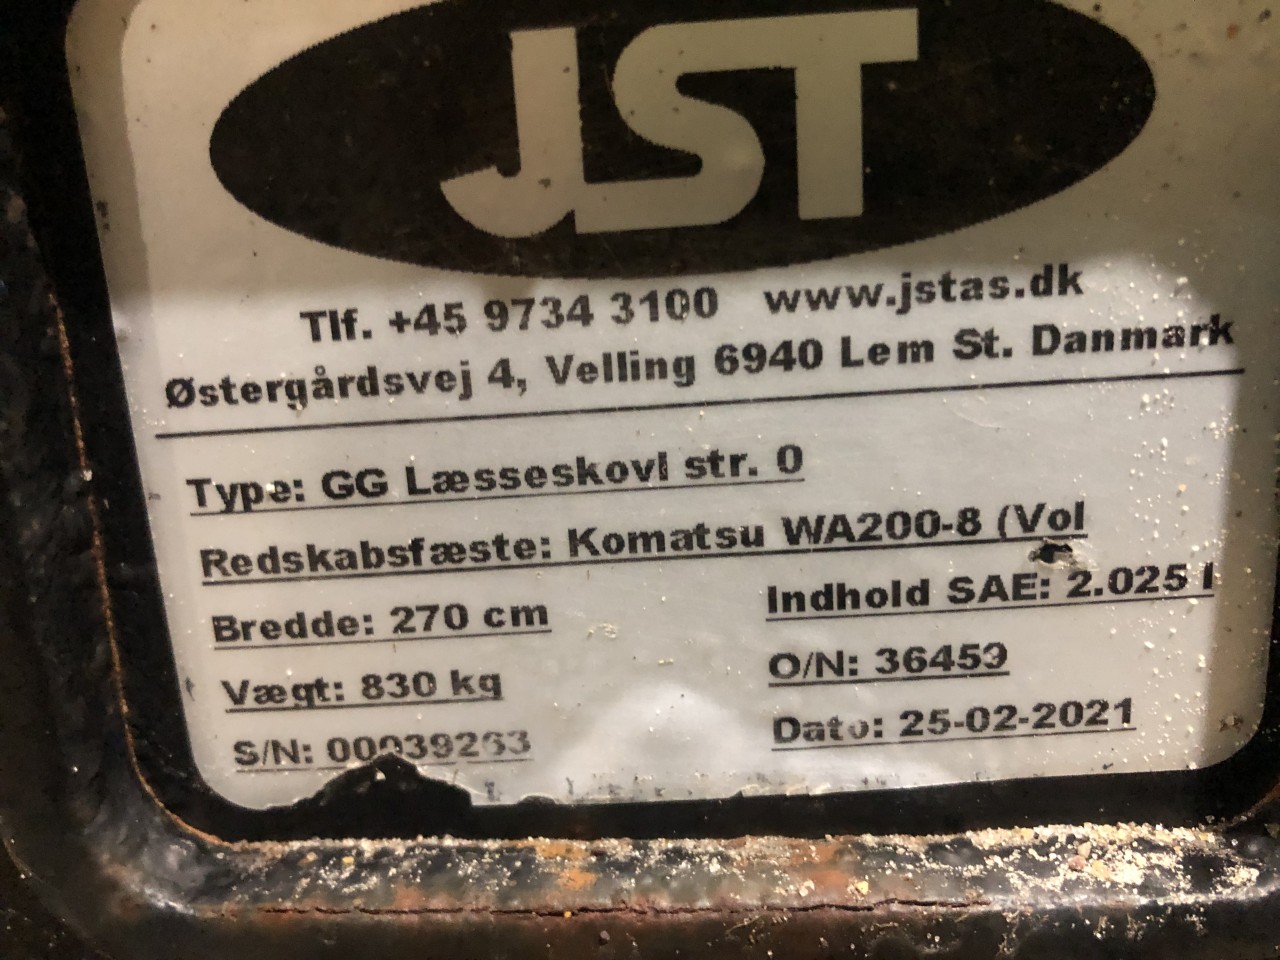 JST
Tlf. +45 9734 3100 www.jstas.dk
Østergårdsvej 4, Velling 6940 Lem St. Danmark
Type: GG Læsseskovl str. 0
Redskabsfæste: Komatsu WA200-8 (Vol
Bredde: 270 cm
Indhold SAE: 2.025 l
Vægt: 830 kg
O/N: 36459
S/N: 00039263
Dato: 25-02-2021